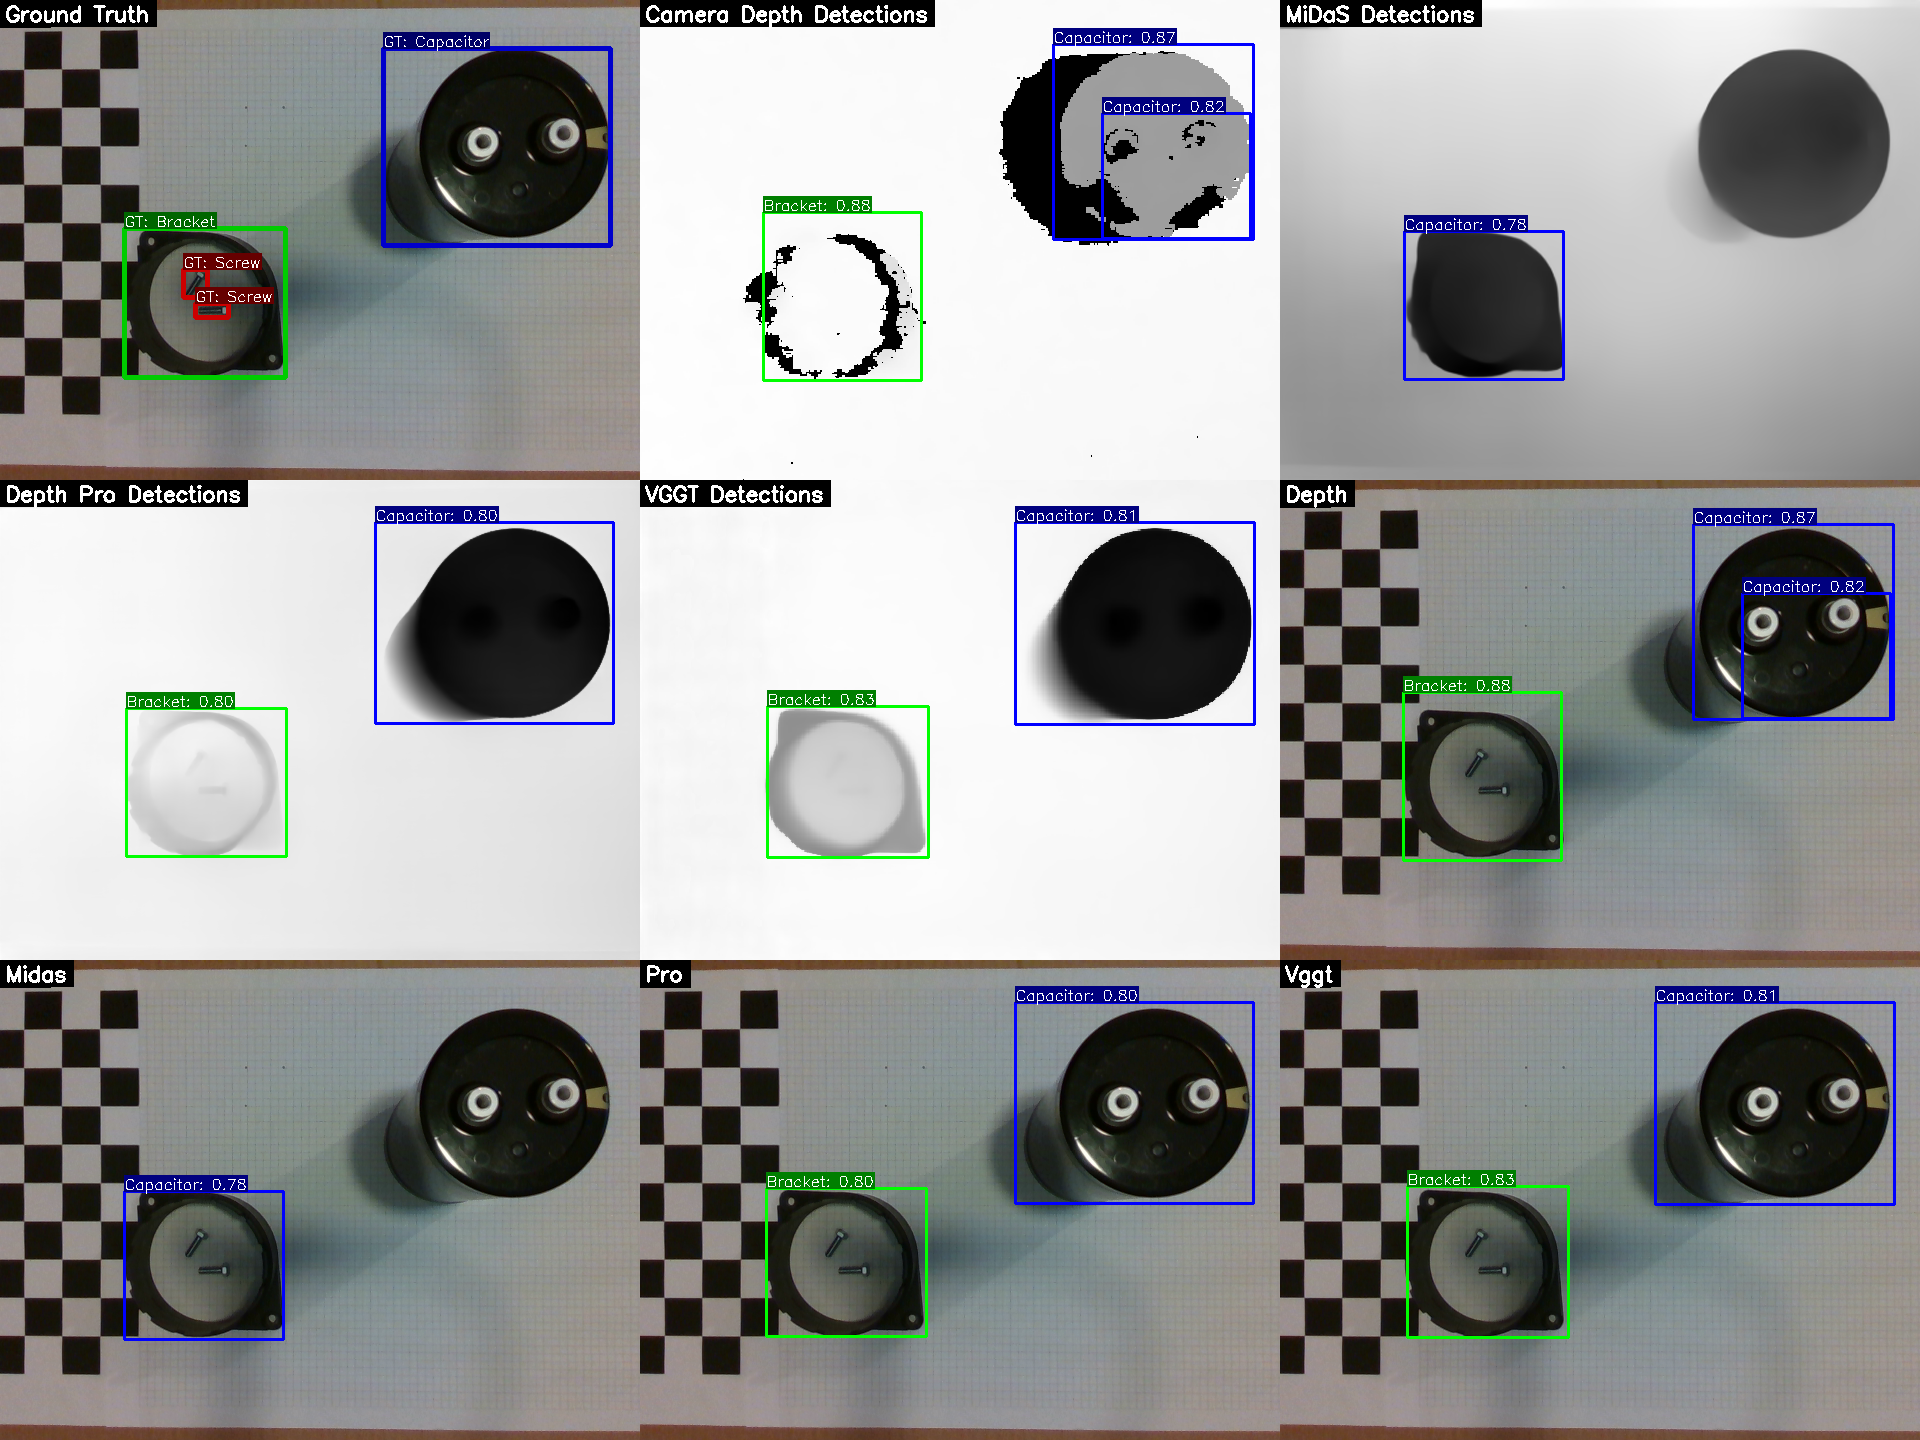 Ground Truth
GT: Capacitor
GT: Bracket
GT: Screw
GT: Screw
Camera Depth Detections
Capacitor: 0.87
Capacitor: 0.82
Bracket: 0.88
MiDaS Detections
Capacitor: 0.78
Depth Pro Detections
Capacitor: 0.80
Bracket: 0.80
VGGT Detections
Capacitor: 0.81
Bracket: 0.83
Depth
Capacitor: 0.87
Capacitor: 0.82
Bracket: 0.88
Midas
Capacitor: 0.78
Pro
Capacitor: 0.80
Bracket: 0.80
Vggt
Capacitor: 0.81
Bracket: 0.83